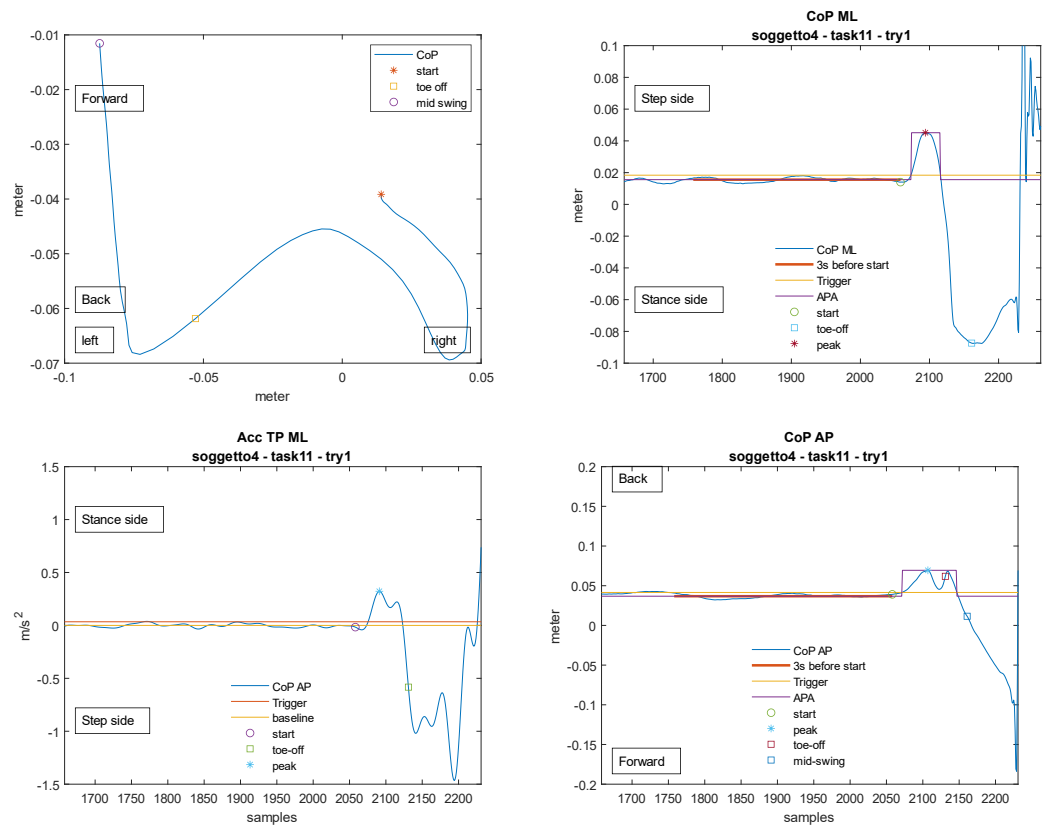 -0.01
-0.02
-0.03
-0.04
-0.05
-0.06
-0.07
meter
-0.1
-0.05
0
0.05
meter
Forward
Back
left
right
CoP
start
toe off
mid swing
CoP ML
soggetto4 - task11 - try1
0.1
0.08
0.06
0.04
0.02
0
-0.02
-0.04
-0.06
-0.08
-0.1
meter
1700
1800
1900
2000
2100
2200
Step side
Stance side
CoP ML
3s before start
Trigger
APA
start
toe-off
peak
Acc TP ML
soggetto4 - task11 - try1
1.5
1
0.5
0
-0.5
-1
-1.5
m/s²
1700 1750 1800 1850 1900 1950 2000 2050 2100 2150 2200
samples
Stance side
Step side
CoP AP
Trigger
baseline
start
toe-off
peak
CoP AP
soggetto4 - task11 - try1
0.2
0.15
0.1
0.05
0
-0.05
-0.1
-0.15
-0.2
meter
1700 1750 1800 1850 1900 1950 2000 2050 2100 2150 2200
samples
Back
Forward
CoP AP
3s before start
Trigger
APA
start
peak
toe-off
mid-swing